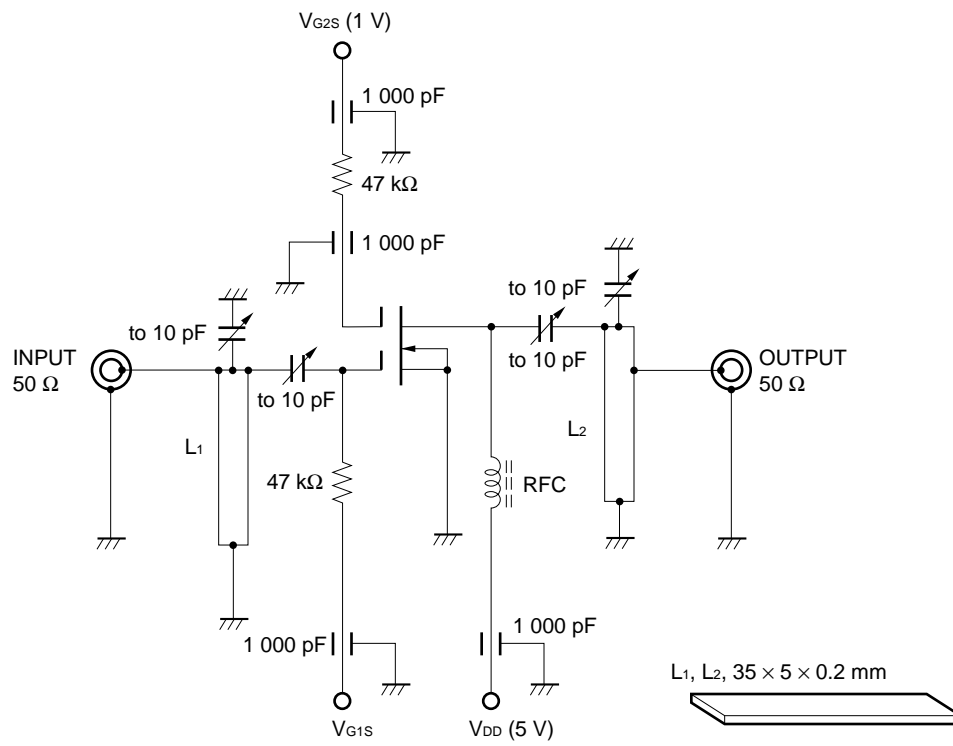 VG2S (1 V)
1 000 pF
47 kΩ
1 000 pF
to 10 pF
to 10 pF
to 10 pF
INPUT
50 Ω
to 10 pF
OUTPUT
50 Ω
L1
47 kΩ
RFC
L2
1 000 pF
1 000 pF
VG1S
VDD (5 V)
L1, L2, 35 × 5 × 0.2 mm